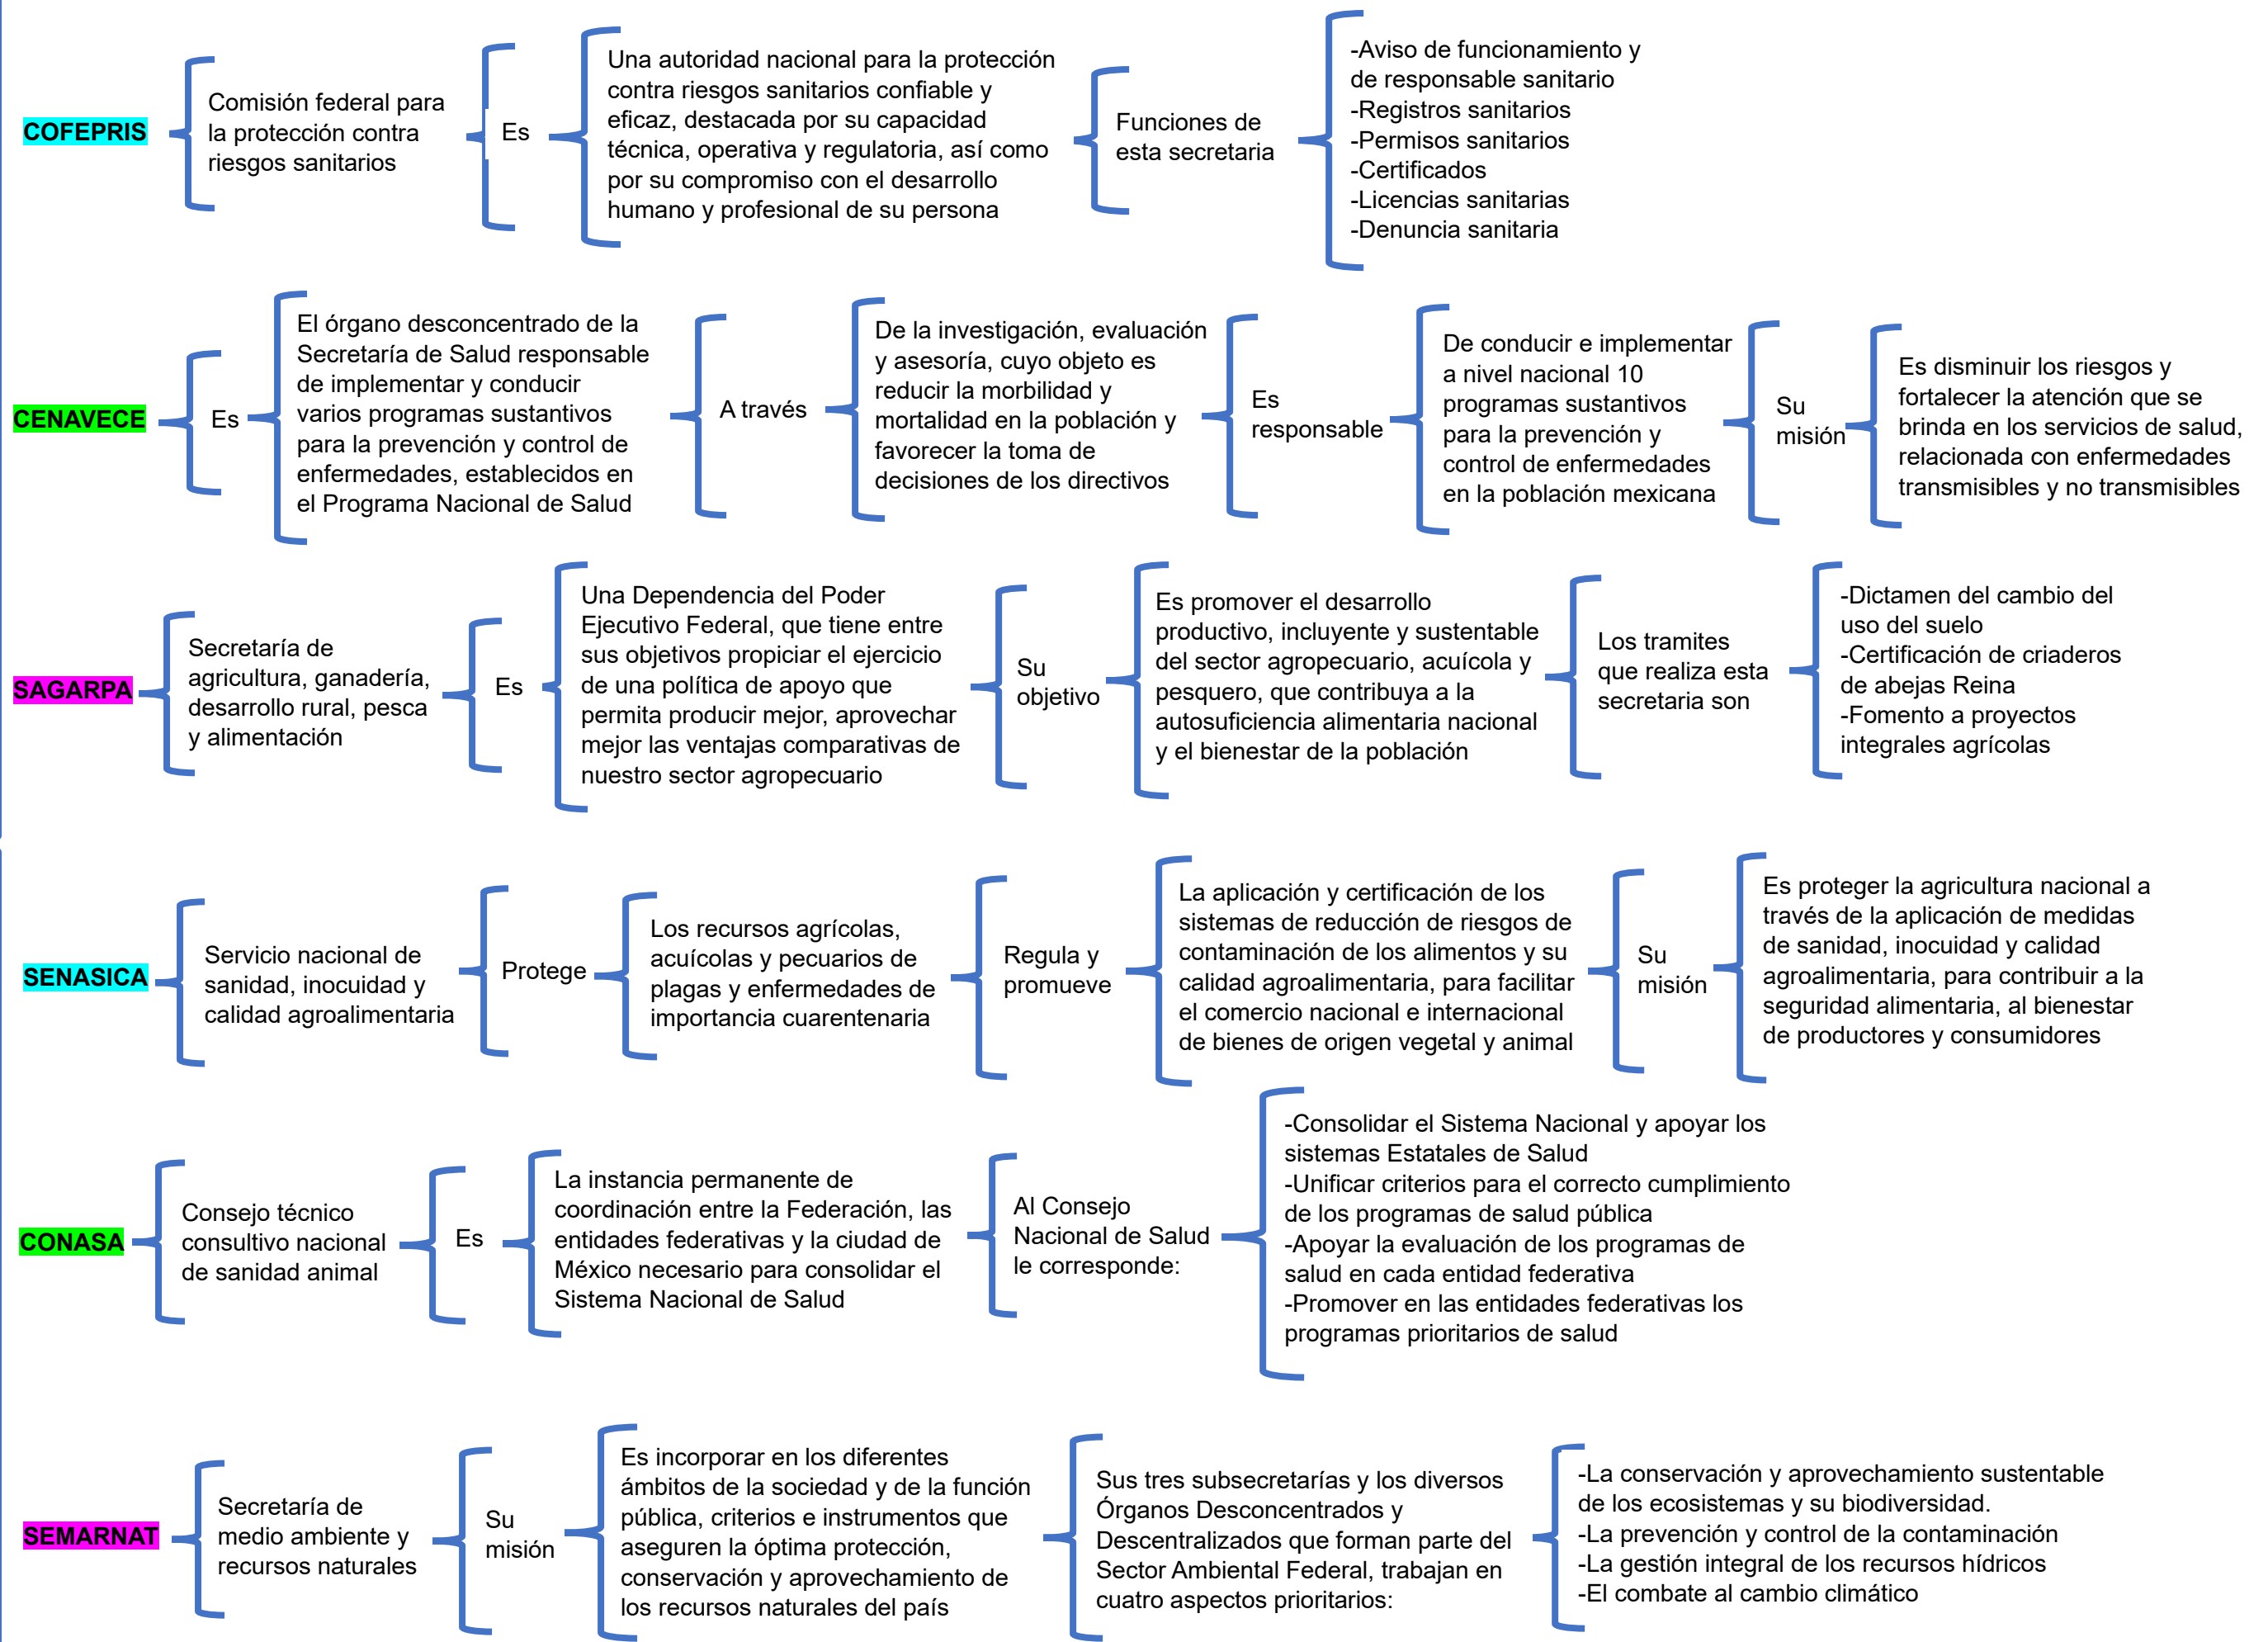 COFEPRIS
Comisión federal para
la protección contra
riesgos sanitarios
Es
Una autoridad nacional para la protección
contra riesgos sanitarios confiable y
eficaz, destacada por su capacidad
técnica, operativa y regulatoria, así como
por su compromiso con el desarrollo
humano y profesional de su persona
Funciones de
esta secretaria
-Aviso de funcionamiento y
de responsable sanitario
-Registros sanitarios
-Permisos sanitarios
-Certificados
-Licencias sanitarias
-Denuncia sanitaria
CENAVECE
Es
El órgano desconcentrado de la
Secretaría de Salud responsable
de implementar y conducir
varios programas sustantivos
para la prevención y control de
enfermedades, establecidos en
el Programa Nacional de Salud
A través
De la investigación, evaluación
y asesoría, cuyo objeto es
reducir la morbilidad y
mortalidad en la población y
favorecer la toma de
decisiones de los directivos
Es
responsable
De conducir e implementar
a nivel nacional 10
programas sustantivos
para la prevención y
control de enfermedades
en la población mexicana
Su
misión
Es disminuir los riesgos y
fortalecer la atención que se
brinda en los servicios de salud,
relacionada con enfermedades
transmisibles y no transmisibles
SAGARPA
Secretaría de
agricultura, ganadería,
desarrollo rural, pesca
y alimentación
Es
Una Dependencia del Poder
Ejecutivo Federal, que tiene entre
sus objetivos propiciar el ejercicio
de una política de apoyo que
permita producir mejor, aprovechar
mejor las ventajas comparativas de
nuestro sector agropecuario
Su
objetivo
Es promover el desarrollo
productivo, incluyente y sustentable
del sector agropecuario, acuícola y
pesquero, que contribuya a la
autosuficiencia alimentaria nacional
y el bienestar de la población
Los tramites
que realiza esta
secretaria son
-Dictamen del cambio del
uso del suelo
-Certificación de criaderos
de abejas Reina
-Fomento a proyectos
integrales agrícolas
SENASICA
Servicio nacional de
sanidad, inocuidad y
calidad agroalimentaria
Protege
Los recursos agrícolas,
acuícolas y pecuarios de
plagas y enfermedades de
importancia cuarentenaria
Regula y
promueve
La aplicación y certificación de los
sistemas de reducción de riesgos de
contaminación de los alimentos y su
calidad agroalimentaria, para facilitar
el comercio nacional e internacional
de bienes de origen vegetal y animal
Su
misión
Es proteger la agricultura nacional a
través de la aplicación de medidas
de sanidad, inocuidad y calidad
agroalimentaria, para contribuir a la
seguridad alimentaria, al bienestar
de productores y consumidores
CONASA
Consejo técnico
consultivo nacional
de sanidad animal
Es
La instancia permanente de
coordinación entre la Federación, las
entidades federativas y la ciudad de
México necesario para consolidar el
Sistema Nacional de Salud
Al Consejo
Nacional de Salud
le corresponde:
-Consolidar el Sistema Nacional y apoyar los
sistemas Estatales de Salud
-Unificar criterios para el correcto cumplimiento
de los programas de salud pública
-Apoyar la evaluación de los programas de
salud en cada entidad federativa
-Promover en las entidades federativas los
programas prioritarios de salud
SEMARNAT
Secretaría de
medio ambiente y
recursos naturales
Su
misión
Es incorporar en los diferentes
ámbitos de la sociedad y de la función
pública, criterios e instrumentos que
aseguren la óptima protección,
conservación y aprovechamiento de
los recursos naturales del país
Sus tres subsecretarías y los diversos
Órganos Desconcentrados y
Descentralizados que forman parte del
Sector Ambiental Federal, trabajan en
cuatro aspectos prioritarios:
-La conservación y aprovechamiento sustentable
de los ecosistemas y su biodiversidad.
-La prevención y control de la contaminación
-La gestión integral de los recursos hídricos
-El combate al cambio climático